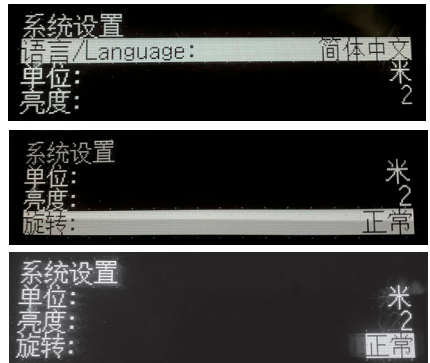 系统设置
语言/Language: 简体中文
单位: 米
亮度: 2
系统设置
单位: 米
亮度: 2
旋转: 正常
系统设置
单位: 米
亮度: 2
旋转: 正常